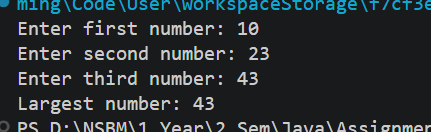 ming\Code\User\workspaceStorage\f7cf3e
Enter first number: 10
Enter second number: 23
Enter third number: 43
Largest number: 43
PS D:\NSBM\1 Year\2 Sem\Java\Assignme